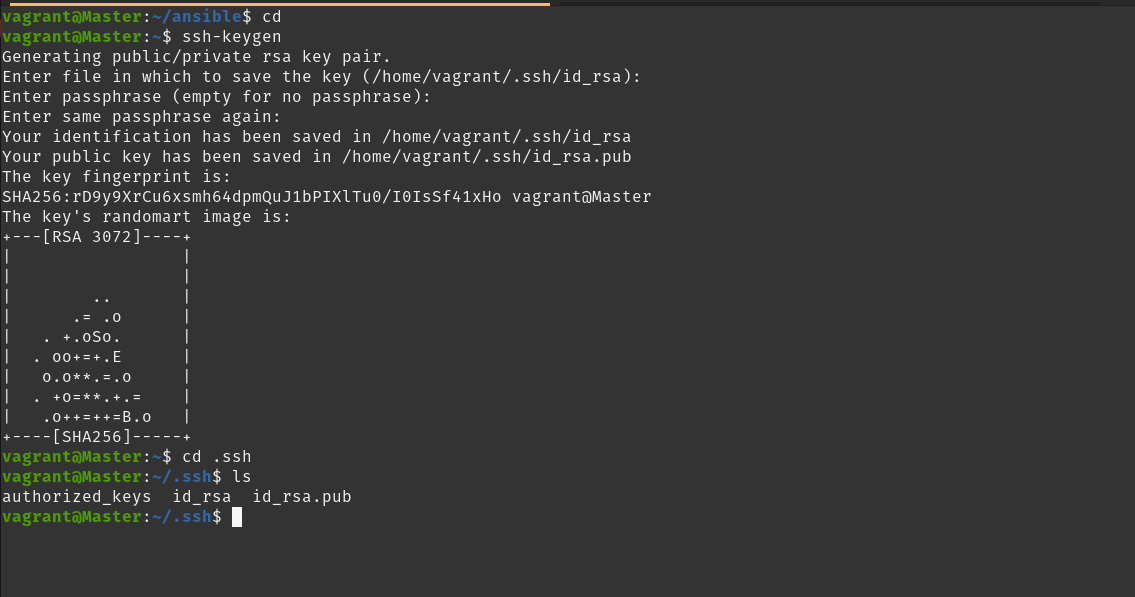 vagrant@Master:~/ansible$ cd
vagrant@Master:~$ ssh-keygen
Generating public/private rsa key pair.
Enter file in which to save the key (/home/vagrant/.ssh/id_rsa):
Enter passphrase (empty for no passphrase):
Enter same passphrase again:
Your identification has been saved in /home/vagrant/.ssh/id_rsa
Your public key has been saved in /home/vagrant/.ssh/id_rsa.pub
The key fingerprint is:
SHA256:rD9y9XrCu6xsmh64dpmQuJ1bPIXlTu0/I0IsSf41xHo vagrant@Master
The key's randomart image is:
+---[RSA 3072]----+
|                 |
|                 |
|        ..       |
|      .= .o      |
|   . +.oSo.      |
|  . oo+=+.E      |
|   o.o**.=.o     |
|  . +o=**.+.=    |
|   .o++=++=B.o   |
+----[SHA256]-----+
vagrant@Master:~$ cd .ssh
vagrant@Master:~/.ssh$ ls
authorized_keys  id_rsa  id_rsa.pub
vagrant@Master:~/.ssh$